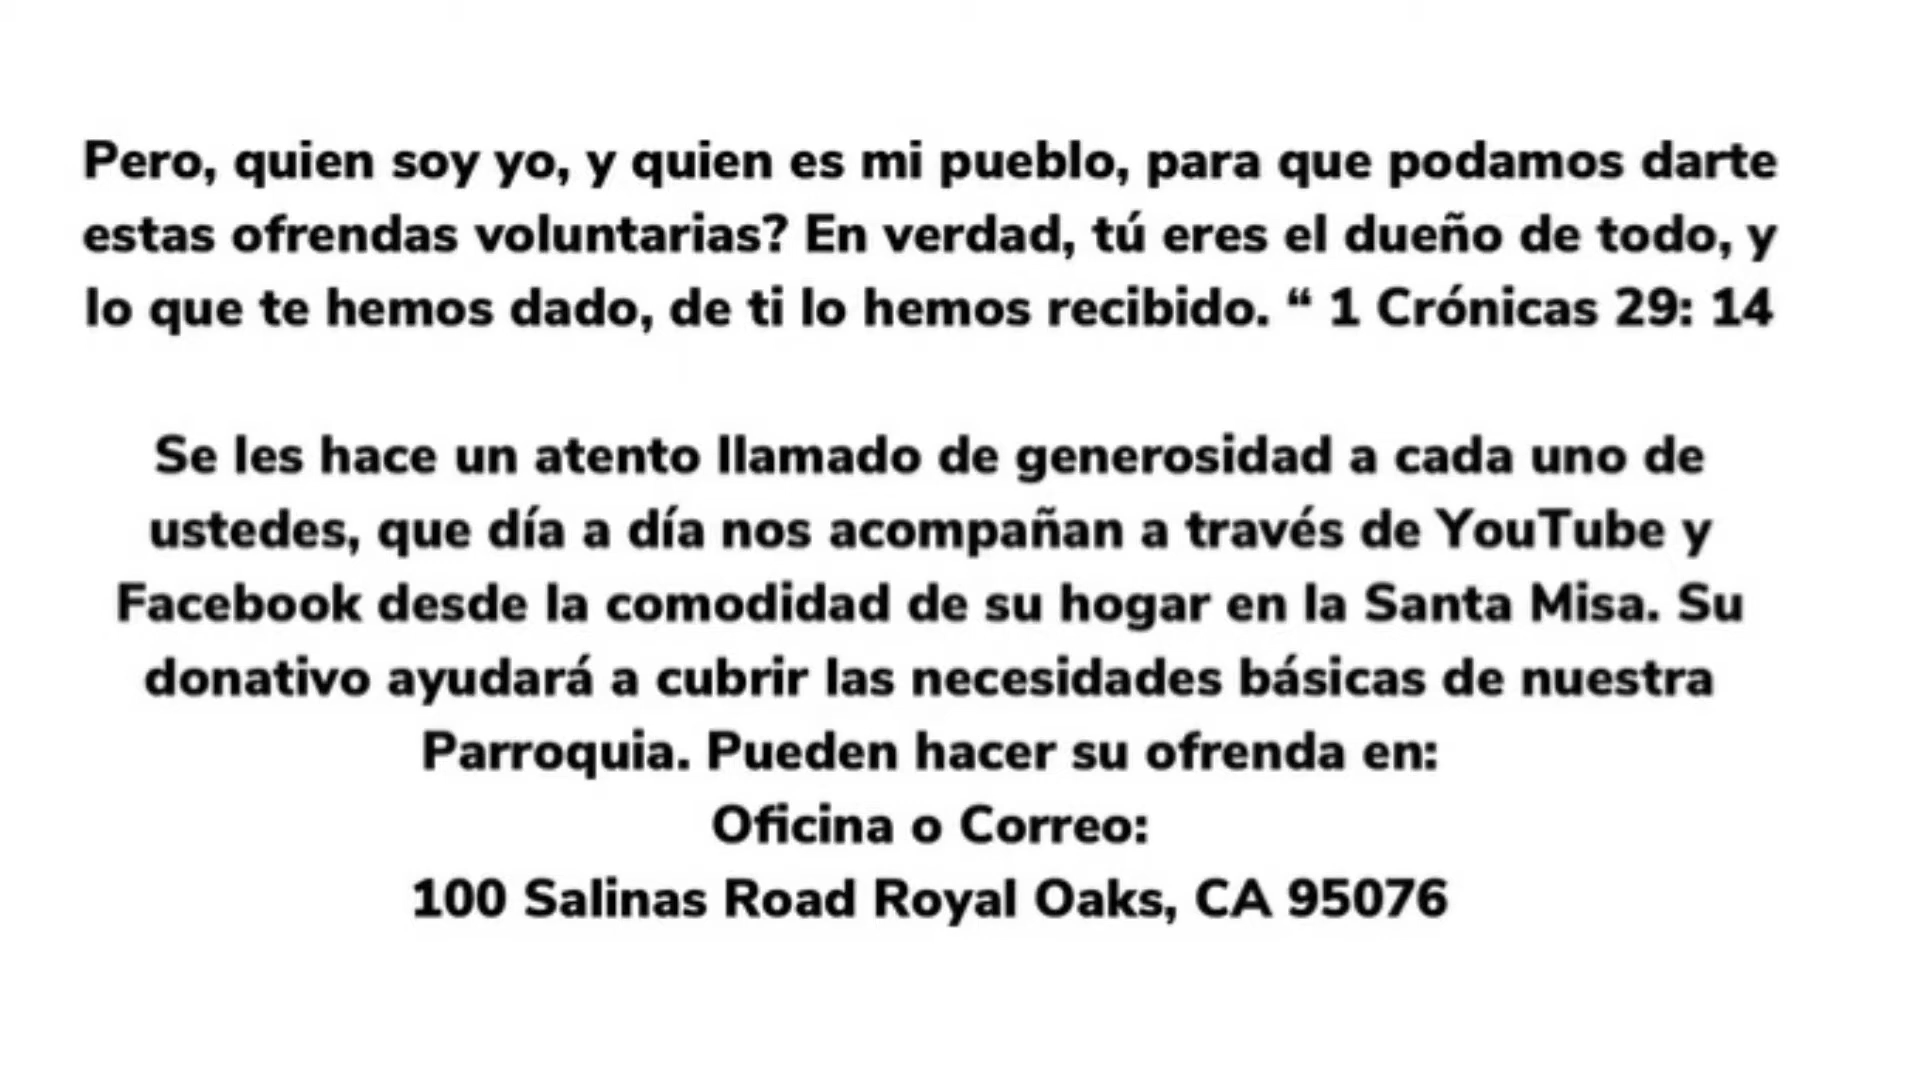 Pero, quien soy yo, y quien es mi pueblo, para que podamos darte
estas ofrendas voluntarias? En verdad, tú eres el dueño de todo, y
lo que te hemos dado, de ti lo hemos recibido. “ 1 Crónicas 29: 14
Se les hace un atento llamado de generosidad a cada uno de
ustedes, que día a día nos acompañan a través de YouTube y
Facebook desde la comodidad de su hogar en la Santa Misa. Su
donativo ayudará a cubrir las necesidades básicas de nuestra
Parroquia. Pueden hacer su ofrenda en:
Oficina o Correo:
100 Salinas Road Royal Oaks, CA 95076